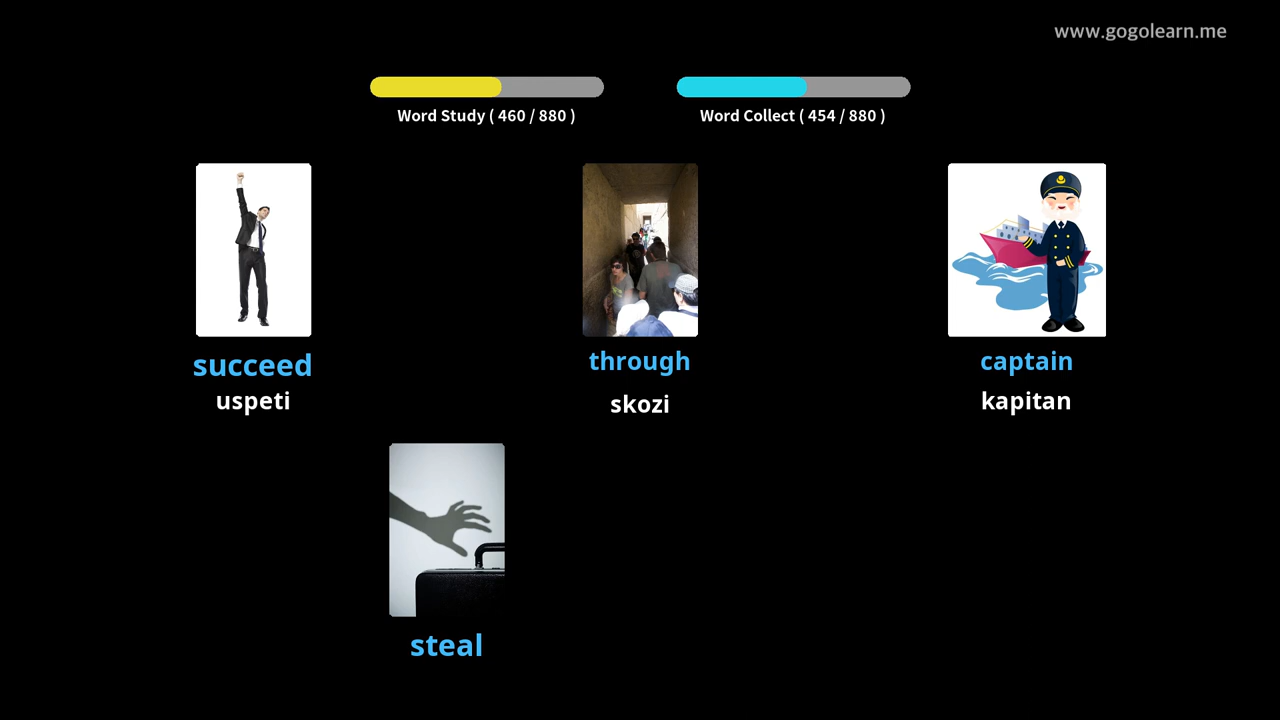 www.gogolearn.me
Word Study ( 460 / 880 )
Word Collect ( 454 / 880 )
succeed
uspeti
through
skozi
captain
kapitan
steal